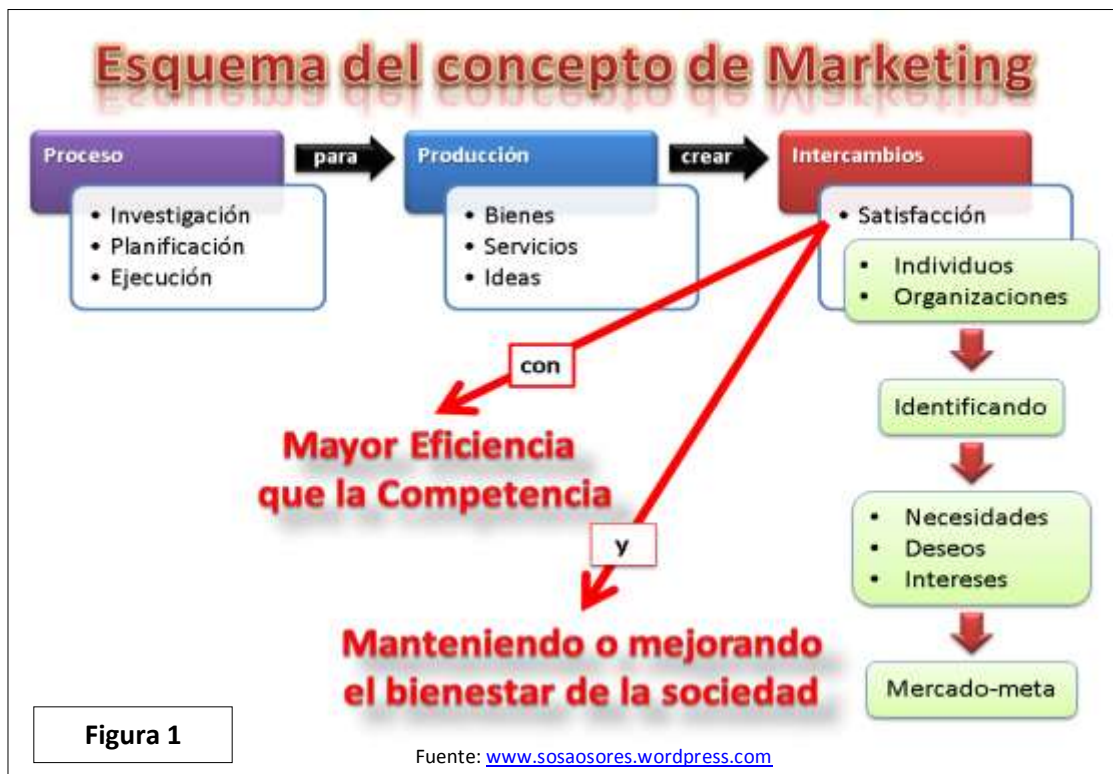 Esquema del concepto de Marketing
Proceso
• Investigación
• Planificación
• Ejecución
para
Producción
• Bienes
• Servicios
• Ideas
crear
Intercambios
• Satisfacción
• Individuos
• Organizaciones
Identificando
• Necesidades
• Deseos
• Intereses
Mercado-meta
con
Mayor Eficiencia
que la Competencia
y
Manteniendo o mejorando
el bienestar de la sociedad
Figura 1
Fuente: www.sosaosores.wordpress.com